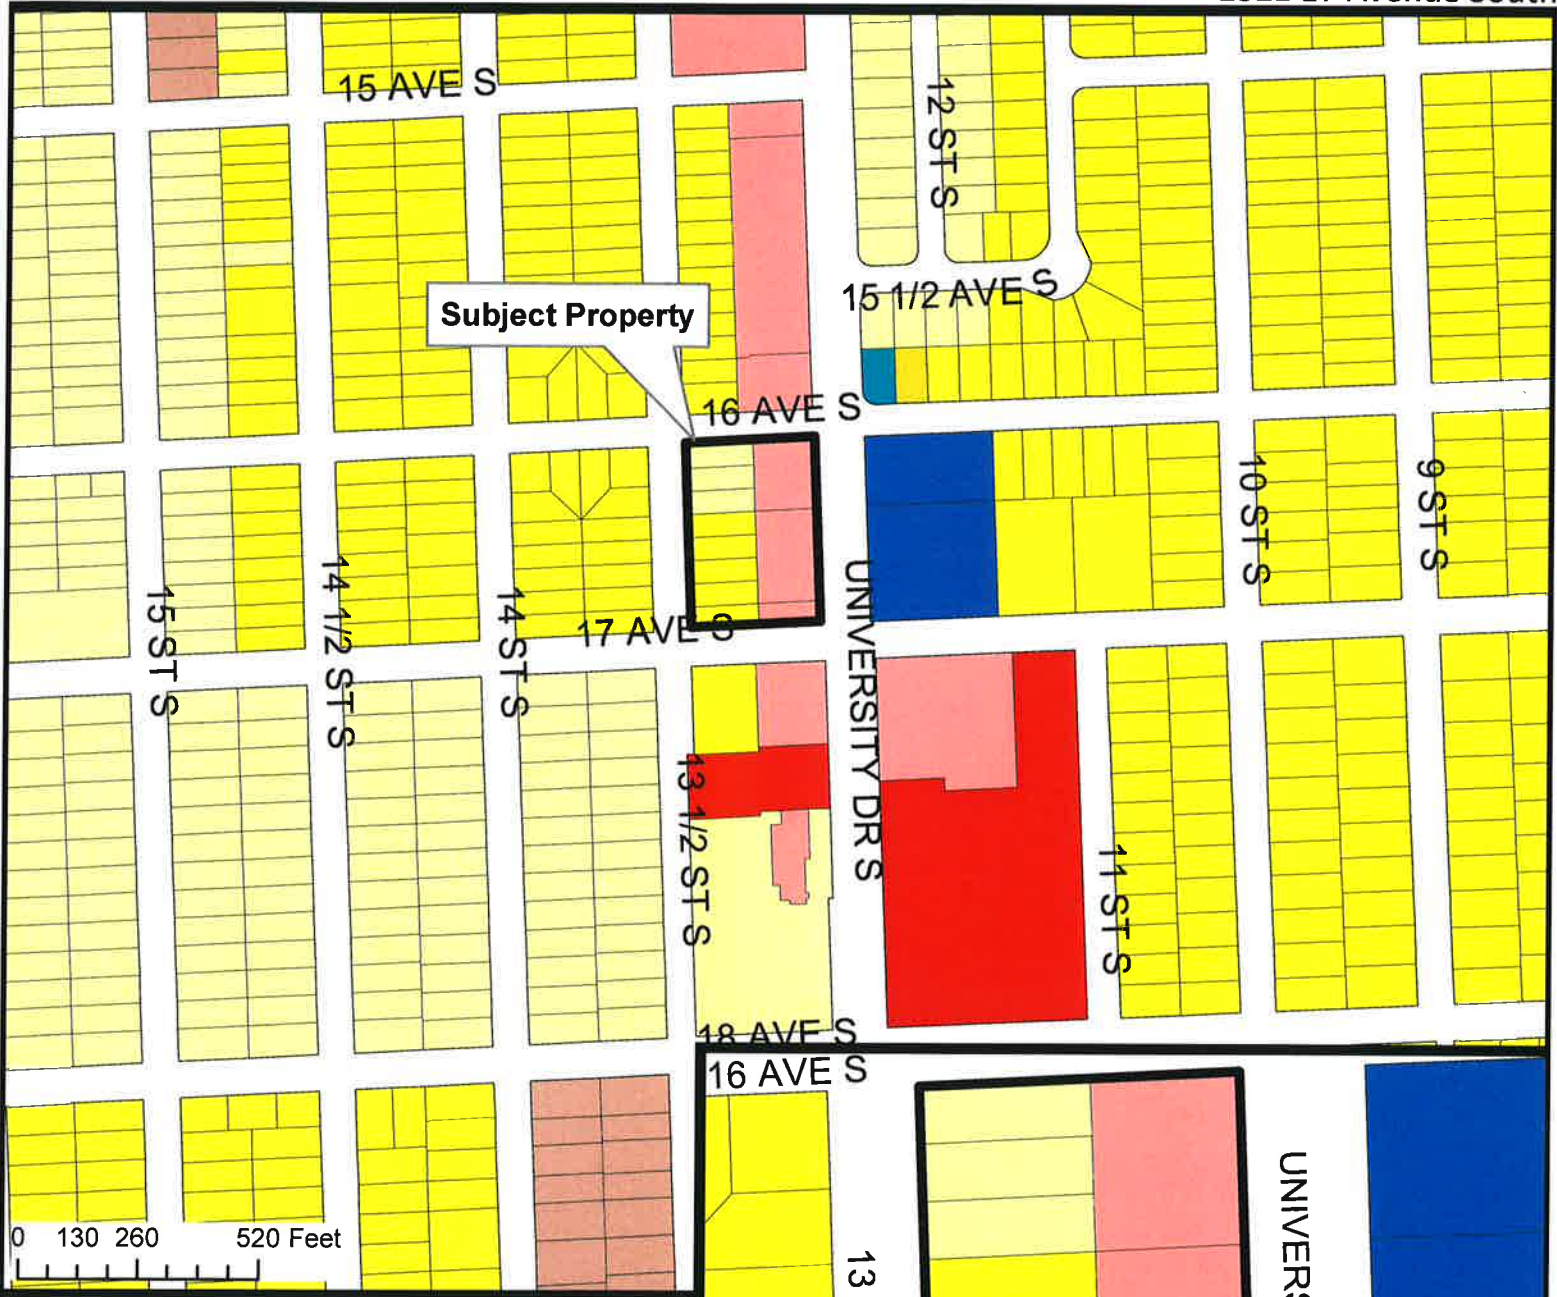 15 AVE S
12 ST S
15 1/2 AVE S
Subject Property
16 AVE S
10 ST S
9 ST S
15 ST S
14 1/2 ST S
14 ST S
17 AVE S
UNIVERSITY DR S
13 1/2 ST S
11 ST S
18 AVE S
16 AVE S
UNIVERS
13
0 130 260 520 Feet